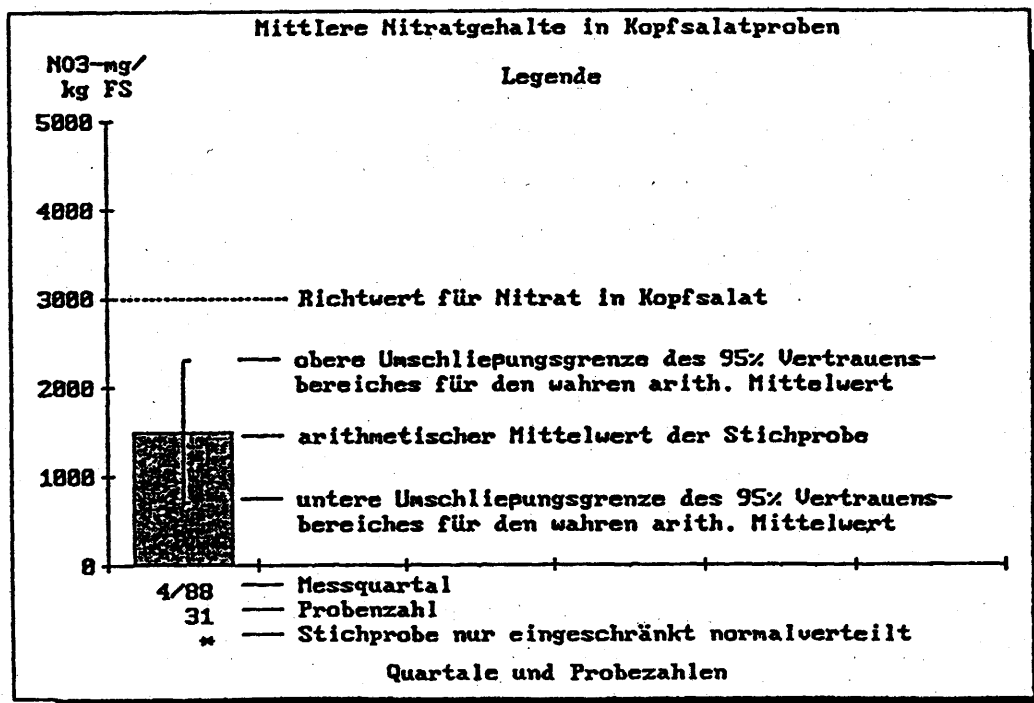 Mittlere Nitratgehalte in Kopfsalatproben
NO3-mg/
kg FS
Legende
5000
4000
3000
Richtwert für Nitrat in Kopfsalat
obere Umschliepungsgrenze des 95% Vertrauens-
bereiches für den wahren arith. Mittelwert
2000
arithmetischer Mittelwert der Stichprobe
1000
untere Umschliepungsgrenze des 95% Vertrauens-
bereiches für den wahren arith. Mittelwert
0
4/88 Messquartal
31 Probenzahl
* Stichprobe nur eingeschränkt normalverteilt
Quartale und Probezahlen